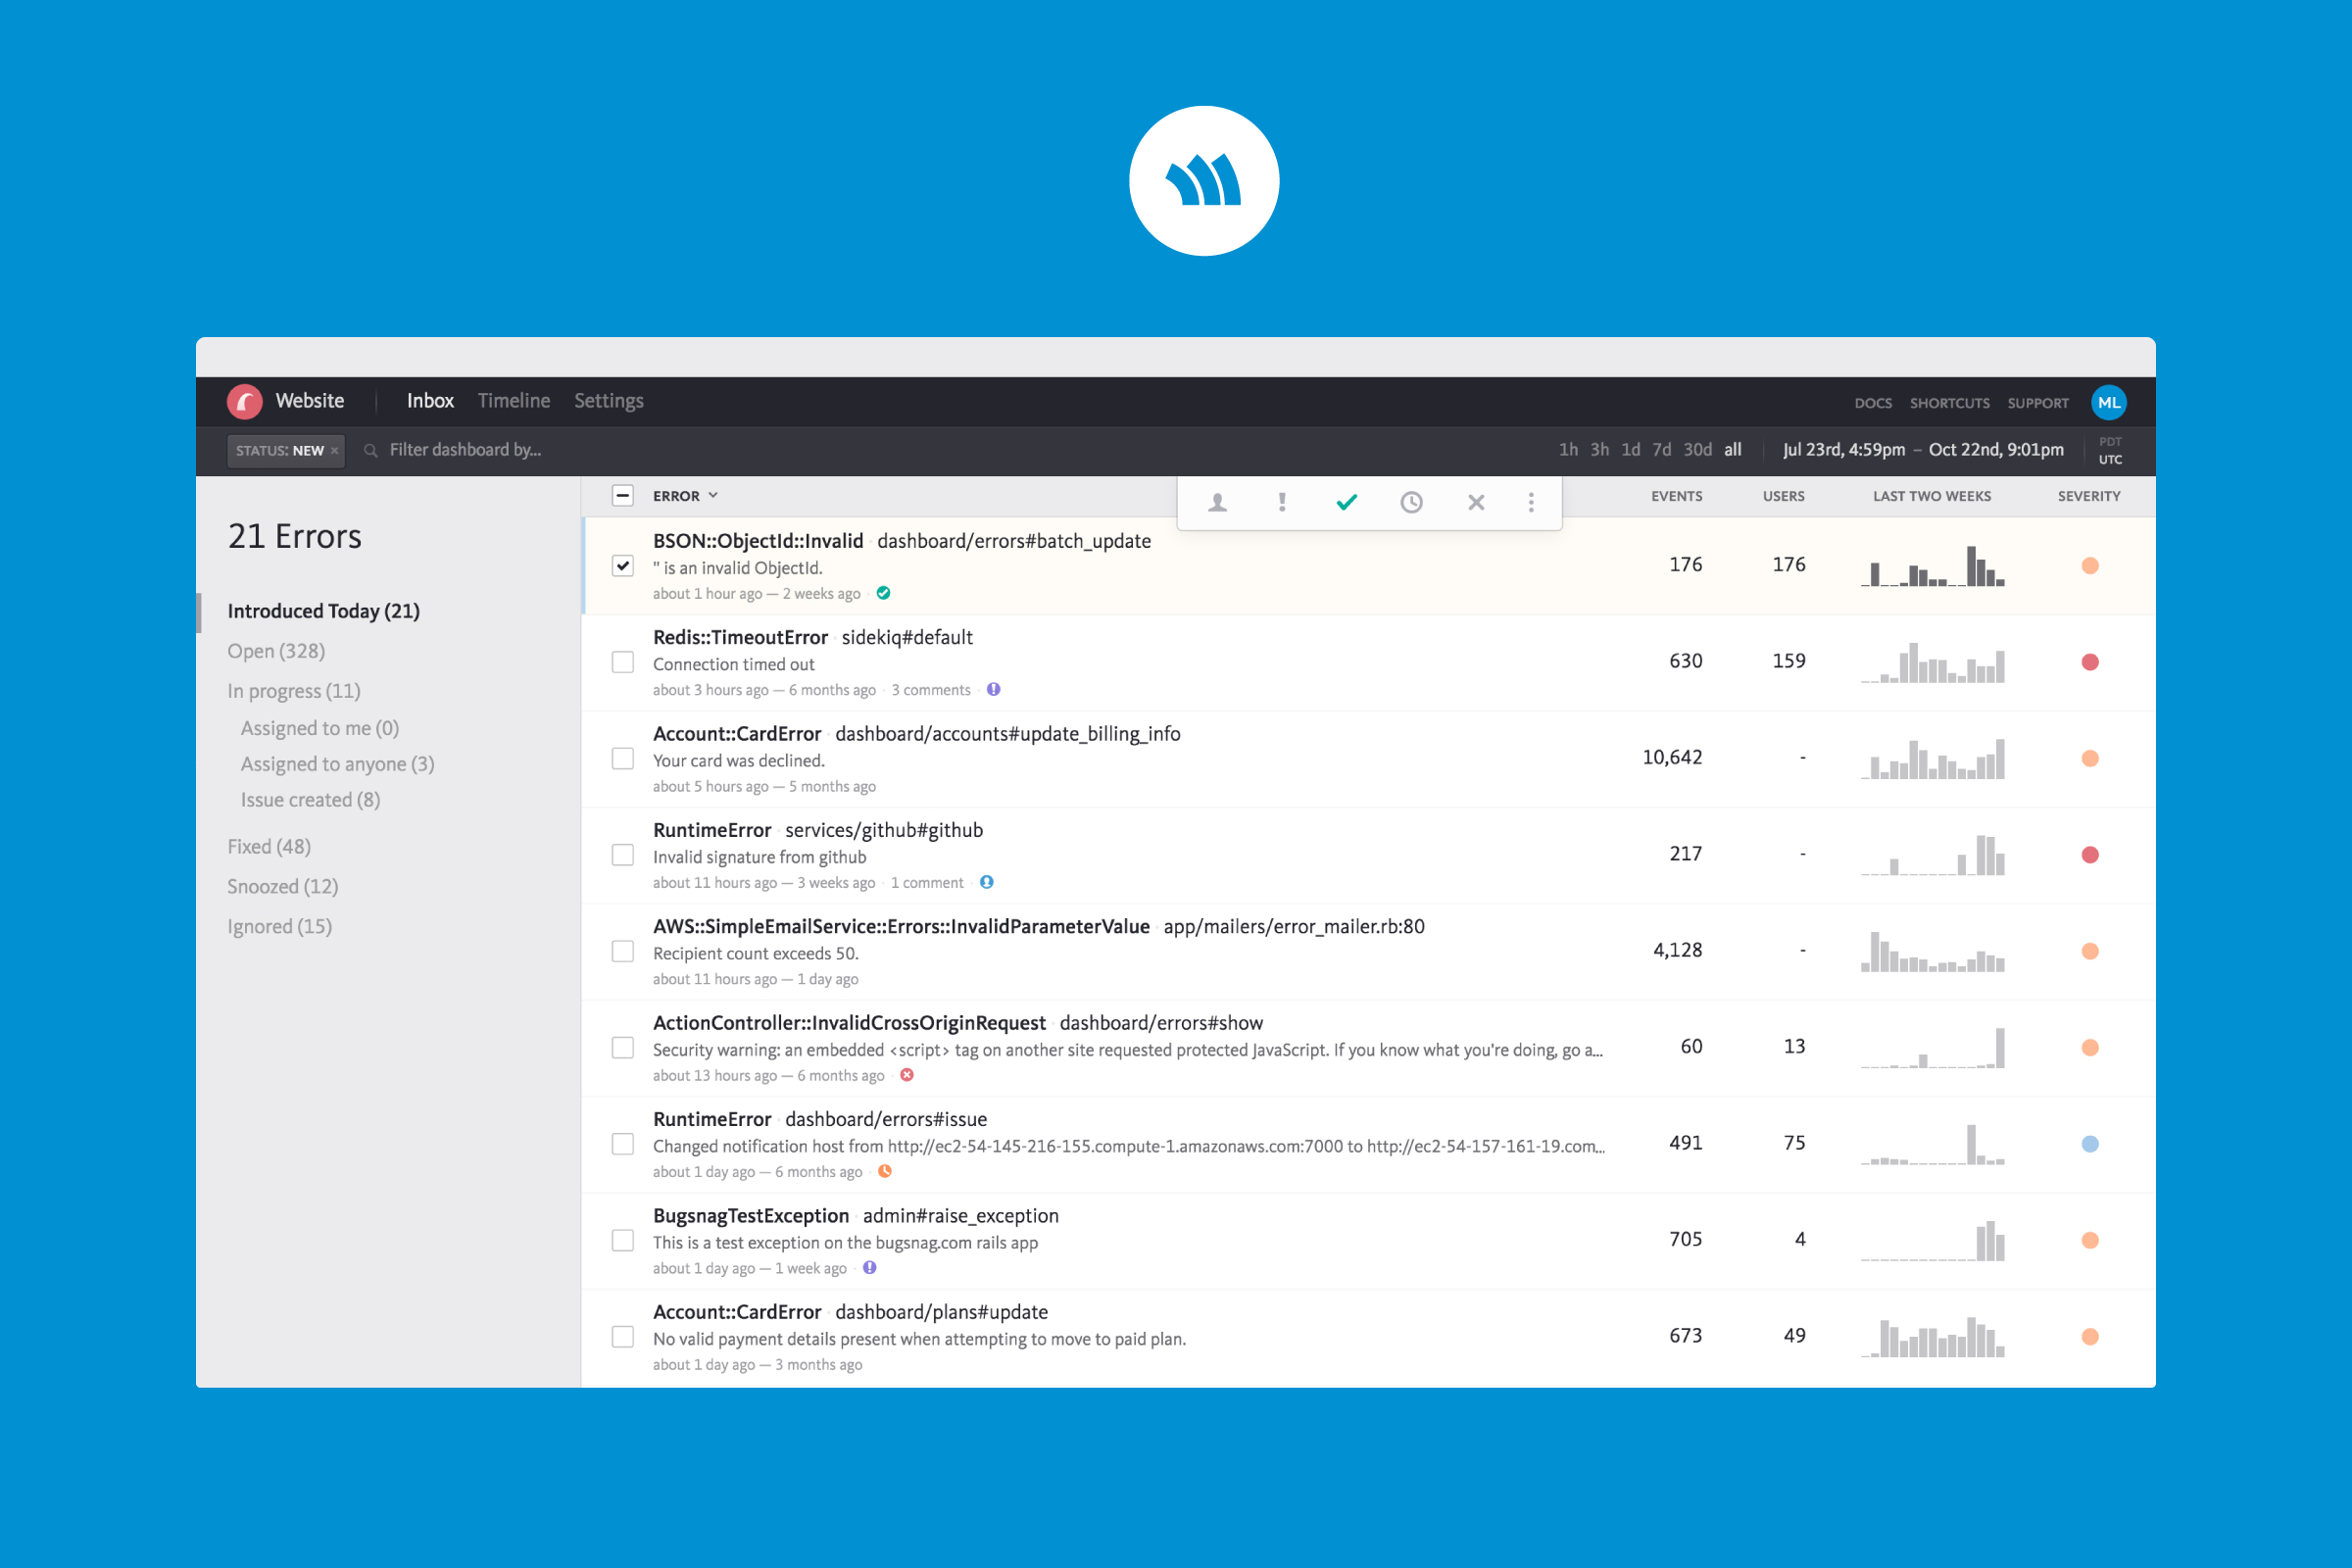 Website Inbox Timeline Settings DOCS SHORTCUTS SUPPORT ML
STATUS: NEW × Filter dashboard by... 1h 3h 1d 7d 30d all Jul 23rd, 4:59pm – Oct 22nd, 9:01pm PDT
UTC
21 Errors
Introduced Today (21)
Open (328)
In progress (11)
Assigned to me (0)
Assigned to anyone (3)
Issue created (8)
Fixed (48)
Snoozed (12)
Ignored (15)
ERROR EVENTS USERS LAST TWO WEEKS SEVERITY
BSON::ObjectId::Invalid · dashboard/errors#batch_update
'' is an invalid ObjectId. 176 176
about 1 hour ago — 2 weeks ago ·
Redis::TimeoutError · sidekiq#default
Connection timed out 630 159
about 3 hours ago — 6 months ago · 3 comments ·
Account::CardError · dashboard/accounts#update_billing_info
Your card was declined. 10,642 -
about 5 hours ago — 5 months ago
RuntimeError · services/github#github
Invalid signature from github 217 -
about 11 hours ago — 3 weeks ago · 1 comment ·
AWS::SimpleEmailService::Errors::InvalidParameterValue · app/mailers/error_mailer.rb:80
Recipient count exceeds 50. 4,128 -
about 11 hours ago — 1 day ago
ActionController::InvalidCrossOriginRequest · dashboard/errors#show
Security warning: an embedded <script> tag on another site requested protected JavaScript. If you know what you're doing, go a... 60 13
about 13 hours ago — 6 months ago ·
RuntimeError · dashboard/errors#issue
Changed notification host from http://ec2-54-145-216-155.compute-1.amazonaws.com:7000 to http://ec2-54-157-161-19.com... 491 75
about 1 day ago — 6 months ago ·
BugsnagTestException · admin#raise_exception
This is a test exception on the bugsnag.com rails app 705 4
about 1 day ago — 1 week ago ·
Account::CardError · dashboard/plans#update
No valid payment details present when attempting to move to paid plan. 673 49
about 1 day ago — 3 months ago